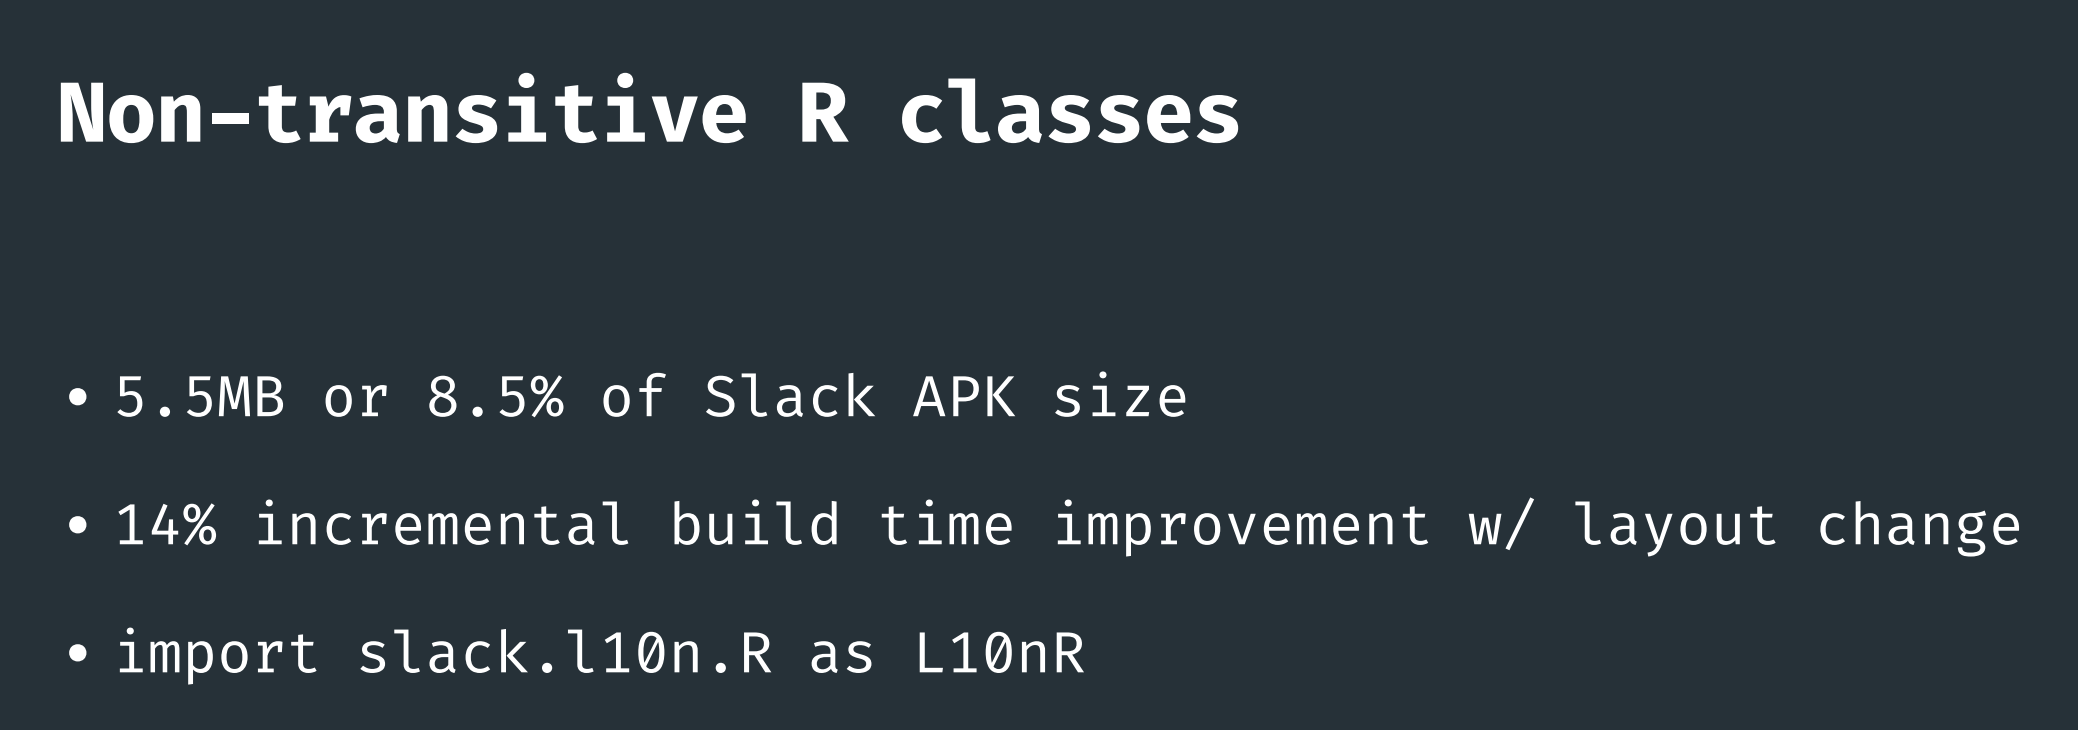 Non-transitive R classes
• 5.5MB or 8.5% of Slack APK size
• 14% incremental build time improvement w/ layout change
• import slack.l10n.R as L10nR